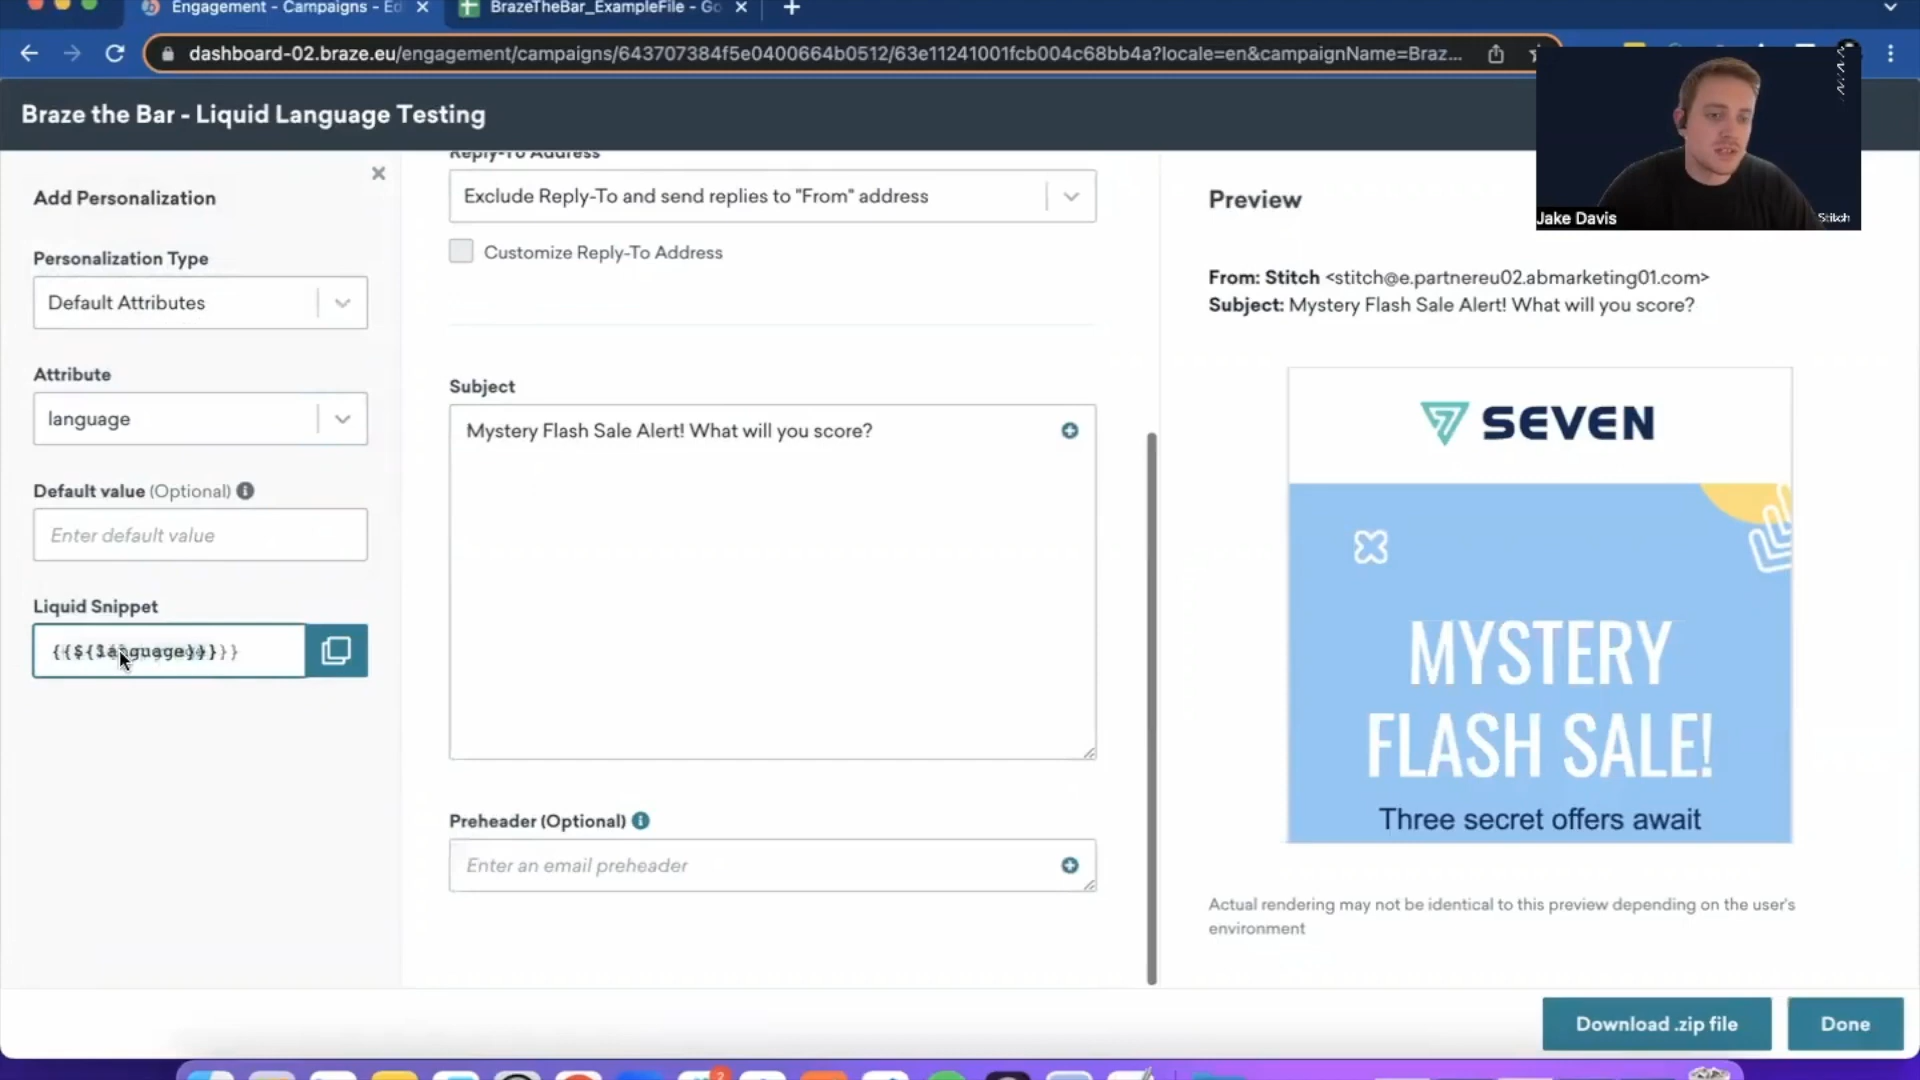 Engagement - Campaigns - Ed
BrazeTheBar_ExampleFile - Go
dashboard-02.braze.eu/engagement/campaigns/643707384f5e0400664b0512/63e11241001fcb004c68bb4a?locale=en&campaignName=Braz...
Braze the Bar - Liquid Language Testing
Jake Davis
Stitch
Add Personalization
Personalization Type
Default Attributes
Attribute
language
Default value (Optional)
Enter default value
Liquid Snippet
{{${language}}}
Reply-To Address
Exclude Reply-To and send replies to "From" address
Customize Reply-To Address
Subject
Mystery Flash Sale Alert! What will you score?
Preheader (Optional)
Enter an email preheader
Preview
From: Stitch <stitch@e.partnereu02.abmarketing01.com>
Subject: Mystery Flash Sale Alert! What will you score?
SEVEN
MYSTERY
FLASH SALE!
Three secret offers await
Actual rendering may not be identical to this preview depending on the user's
environment
Download .zip file
Done
2